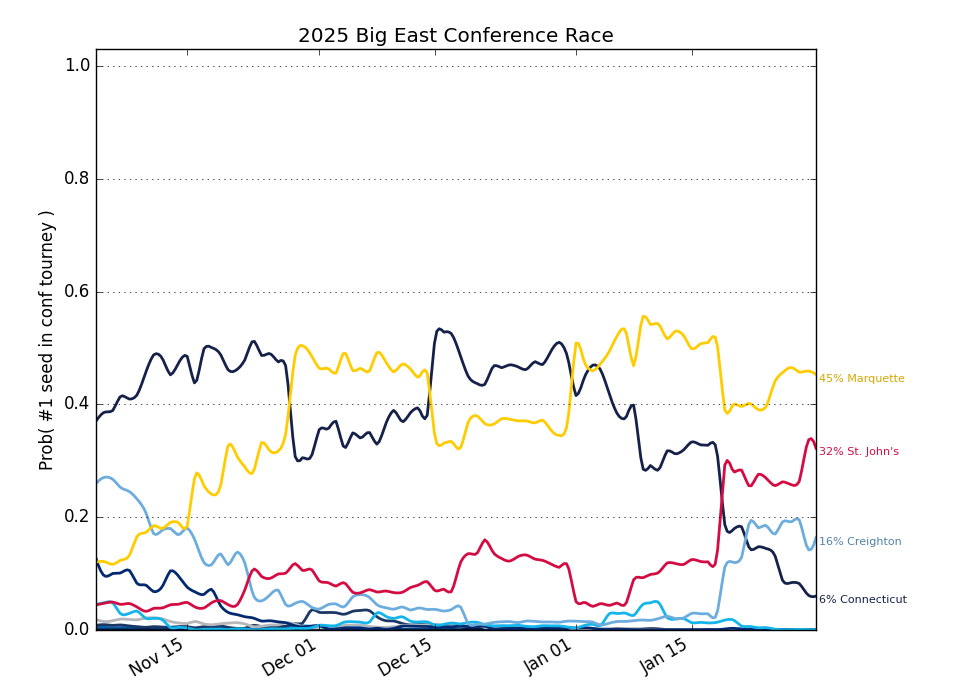 2025 Big East Conference Race
Prob( #1 seed in conf tourney )
1.0
0.8
0.6
0.4
0.2
0.0
45% Marquette
32% St. John's
16% Creighton
6% Connecticut
Nov 15
Dec 01
Dec 15
Jan 01
Jan 15